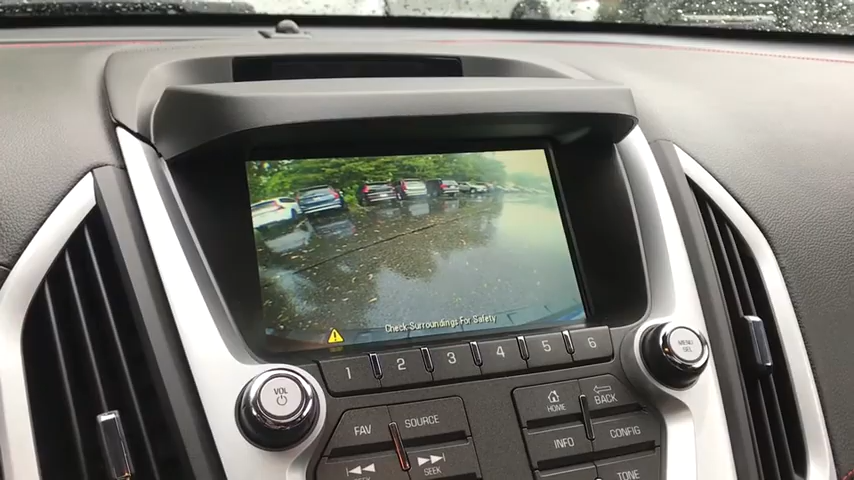 Check Surroundings For Safety
1 2 3 4 5 6
VOL
MENU
SEL
FAV SOURCE
HOME BACK
INFO CONFIG
SEEK
TONE